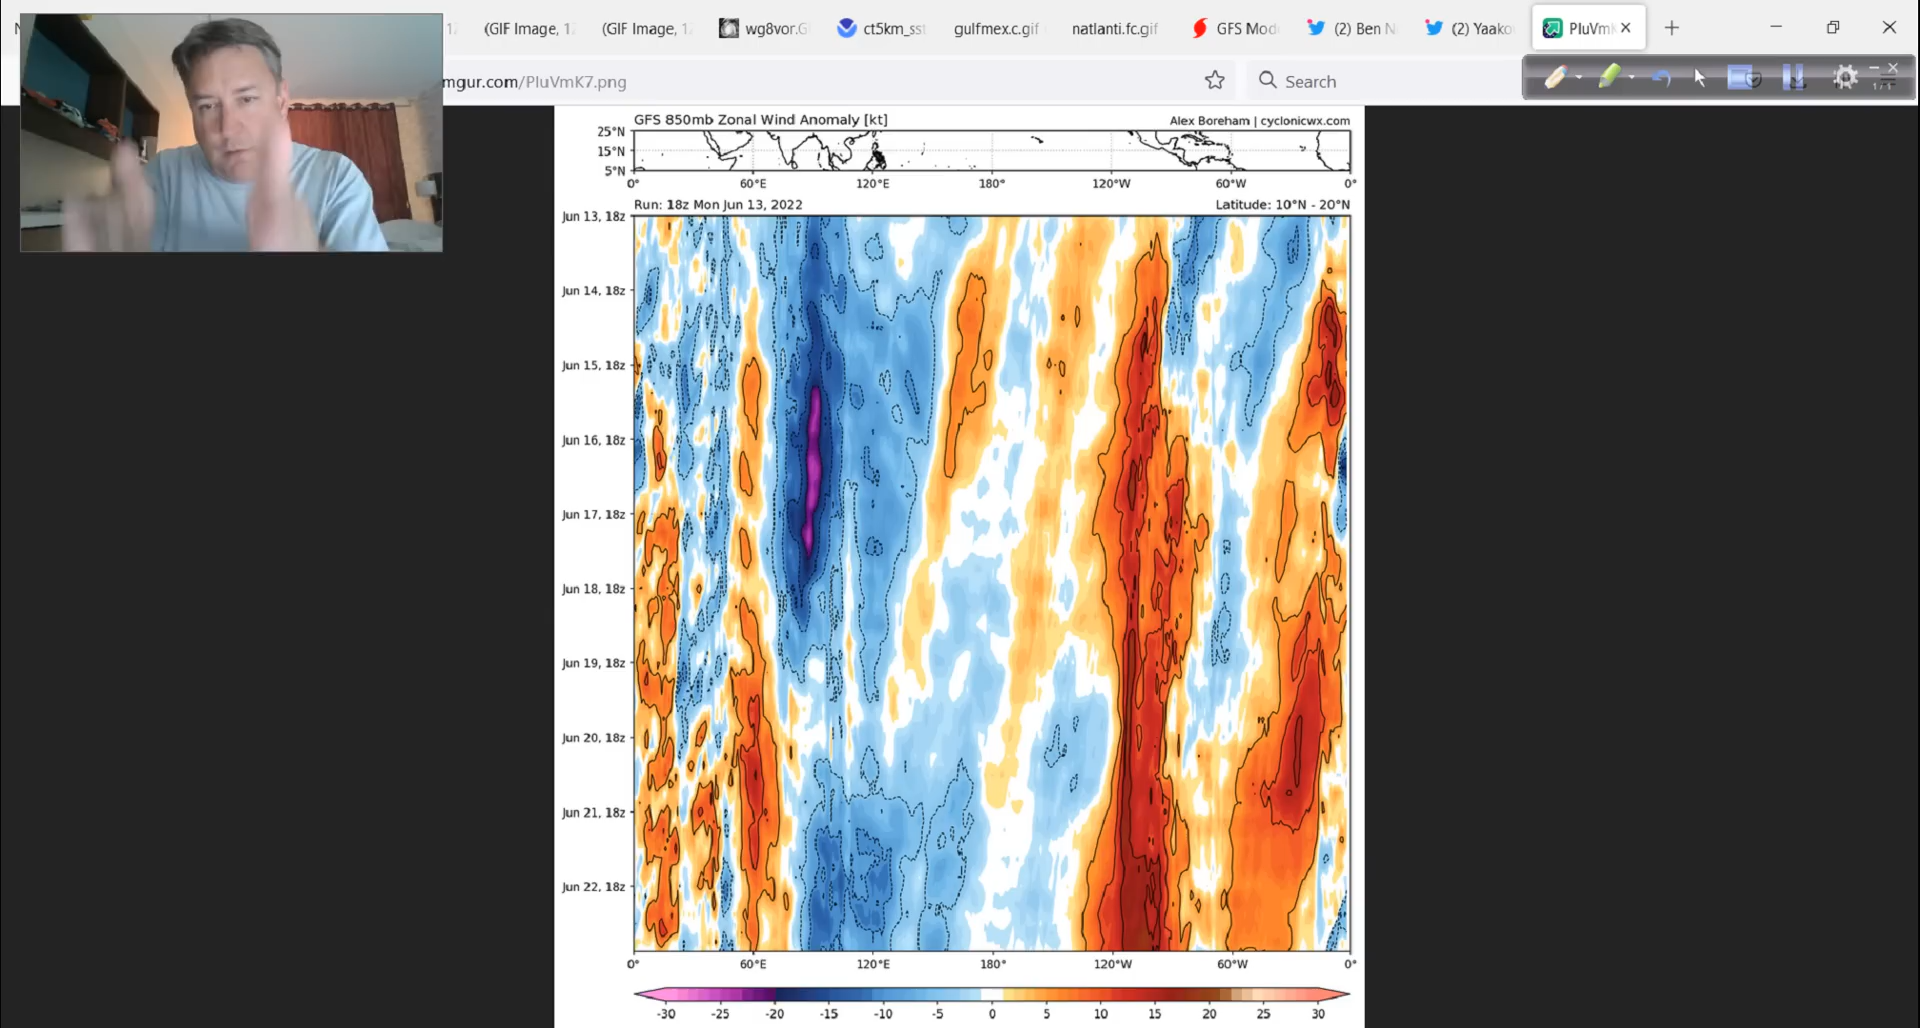 (GIF Image, 1
(GIF Image, 1
wg8vor.G
ct5km_sst
gulfmex.c.gif
natlanti.fc.gif
GFS Mod
(2) Ben N
(2) Yaako
PluVmK
mgur.com/PluVmK7.png
Search
1/1
GFS 850mb Zonal Wind Anomaly [kt]
Alex Boreham | cyclonicwx.com
25°N
15°N
5°N
0° 60°E 120°E 180° 120°W 60°W 0°
Run: 18z Mon Jun 13, 2022
Latitude: 10°N - 20°N
Jun 13, 18z
Jun 14, 18z
Jun 15, 18z
Jun 16, 18z
Jun 17, 18z
Jun 18, 18z
Jun 19, 18z
Jun 20, 18z
Jun 21, 18z
Jun 22, 18z
0° 60°E 120°E 180° 120°W 60°W 0°
-30 -25 -20 -15 -10 -5 0 5 10 15 20 25 30